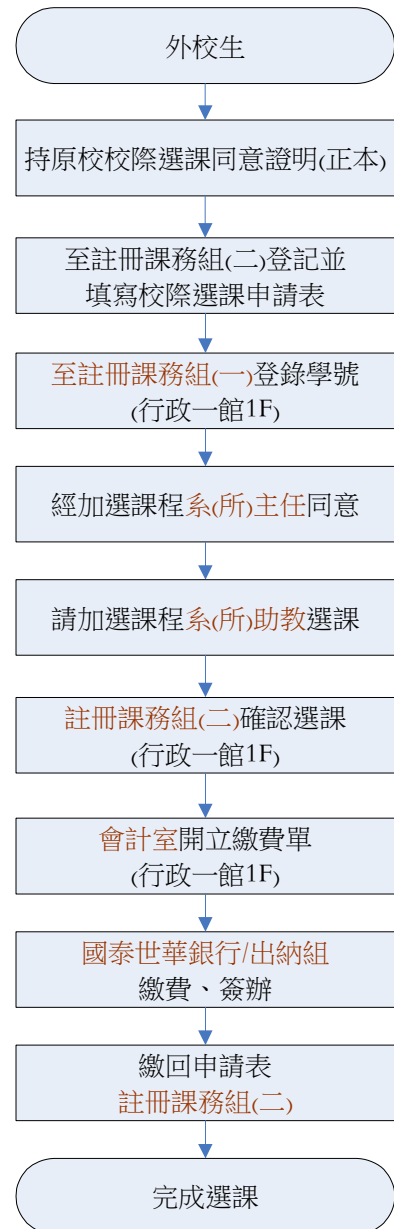 外校生
持原校校際選課同意證明(正本)
至註冊課務組(二)登記並
填寫校際選課申請表
至註冊課務組(一)登錄學號
(行政一館1F)
經加選課程系(所)主任同意
請加選課程系(所)助教選課
註冊課務組(二)確認選課
(行政一館1F)
會計室開立繳費單
(行政一館1F)
國泰世華銀行/出納組
繳費、簽辦
繳回申請表
註冊課務組(二)
完成選課